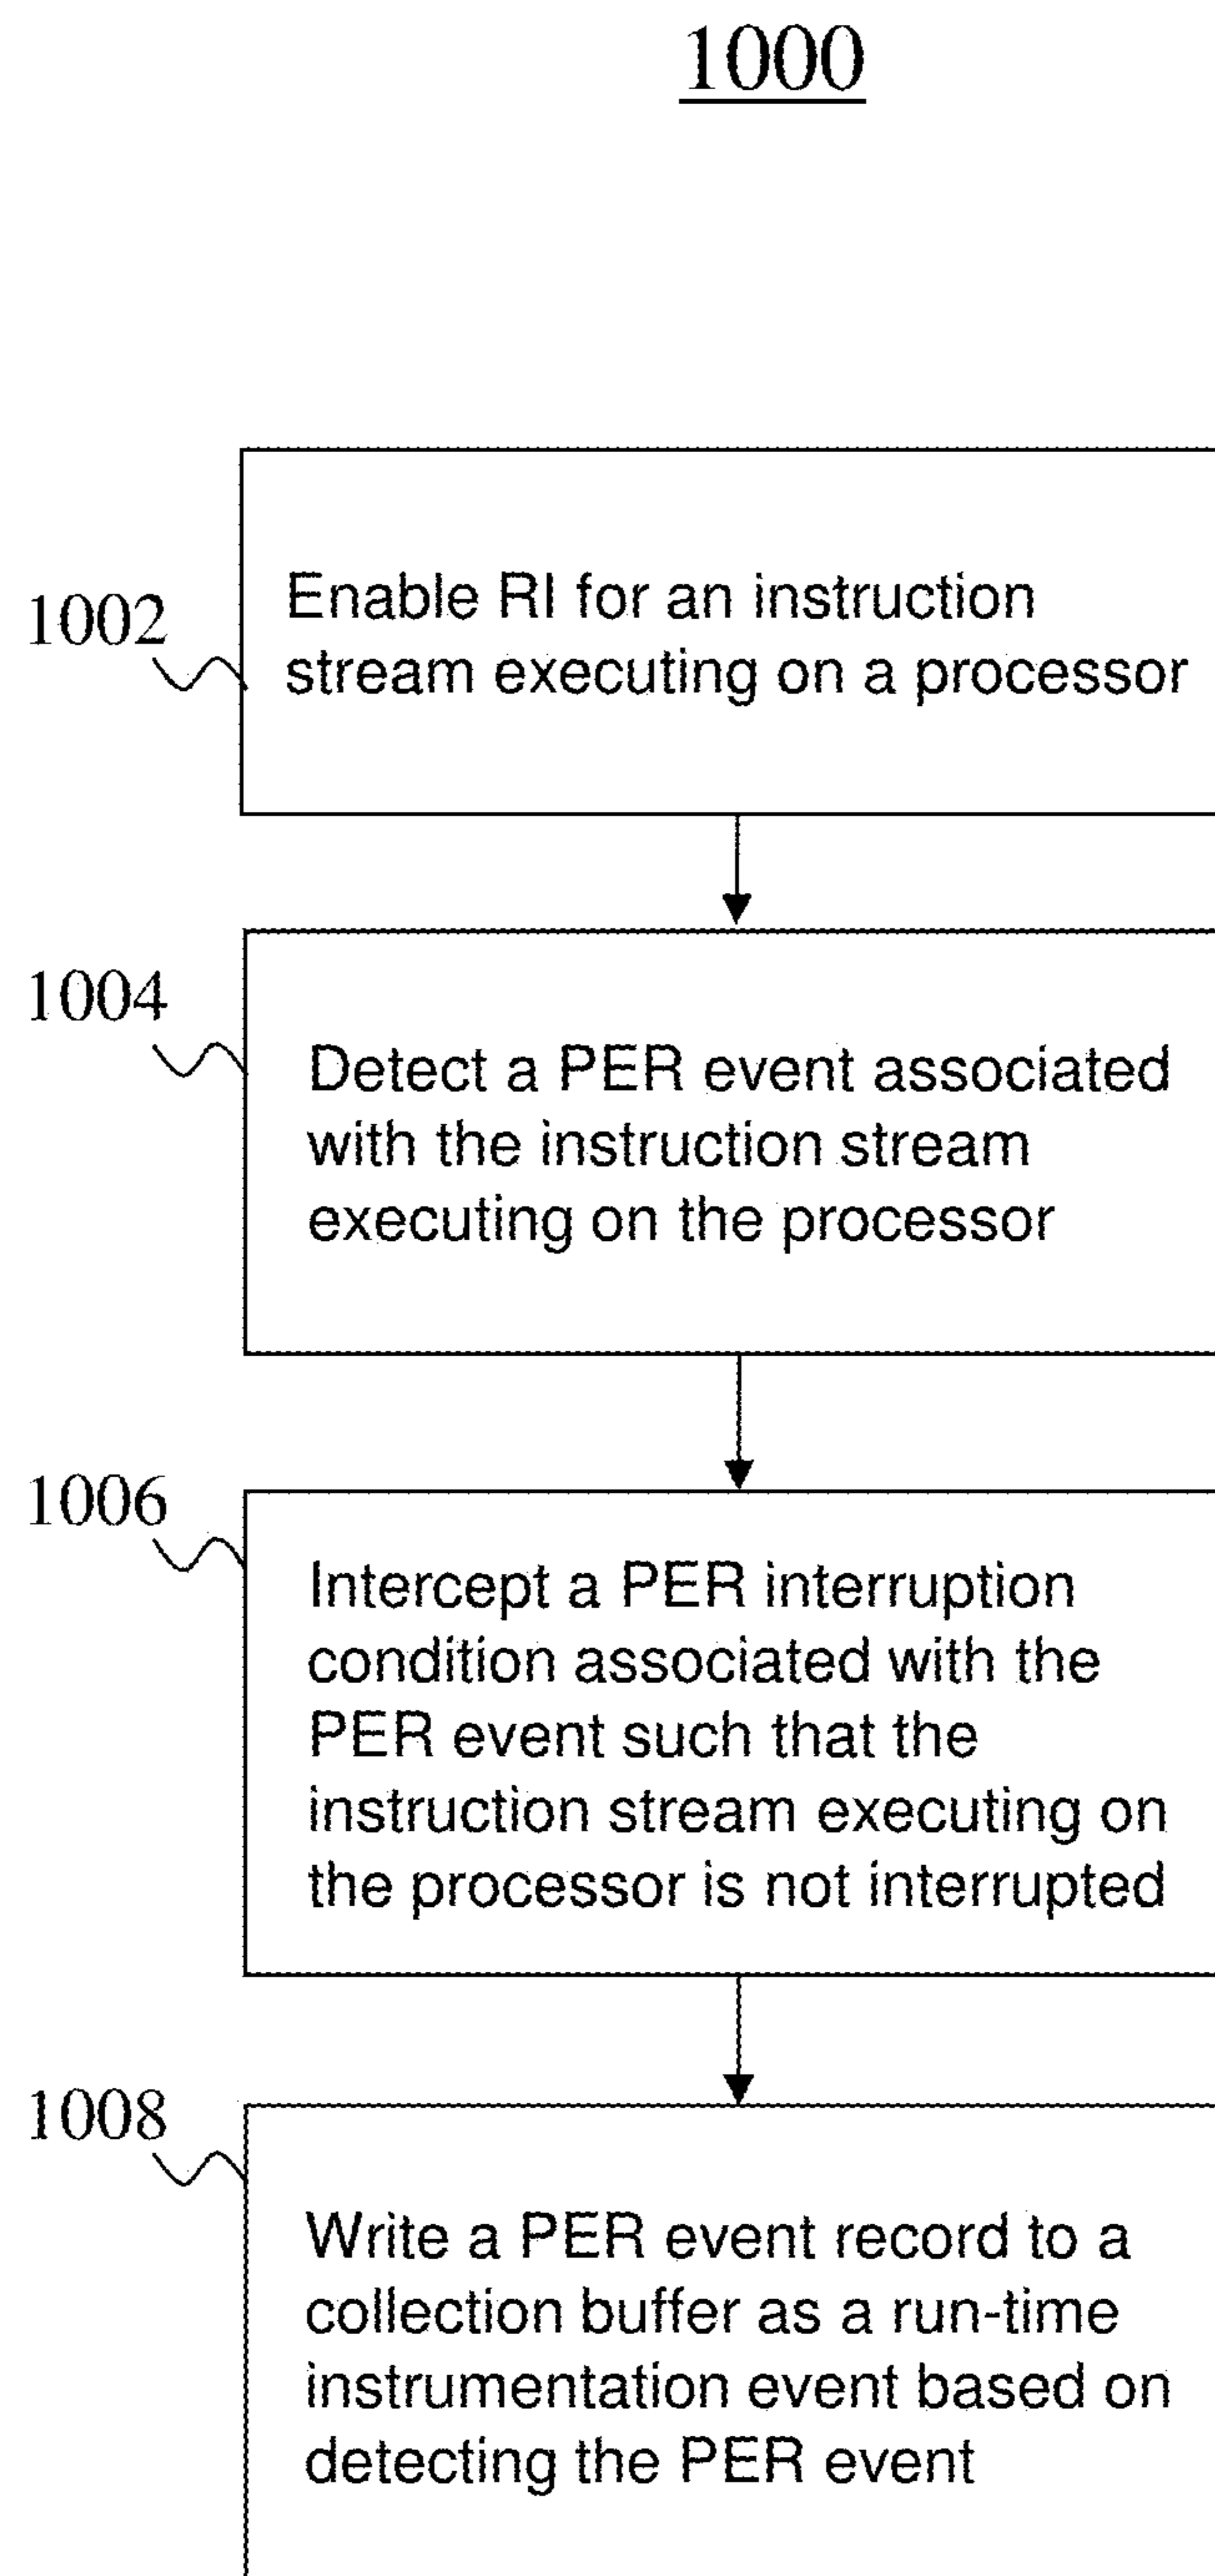 1000
1002
Enable RI for an instruction
stream executing on a processor
1004
Detect a PER event associated
with the instruction stream
executing on the processor
1006
Intercept a PER interruption
condition associated with the
PER event such that the
instruction stream executing on
the processor is not interrupted
1008
Write a PER event record to a
collection buffer as a run-time
instrumentation event based on
detecting the PER event